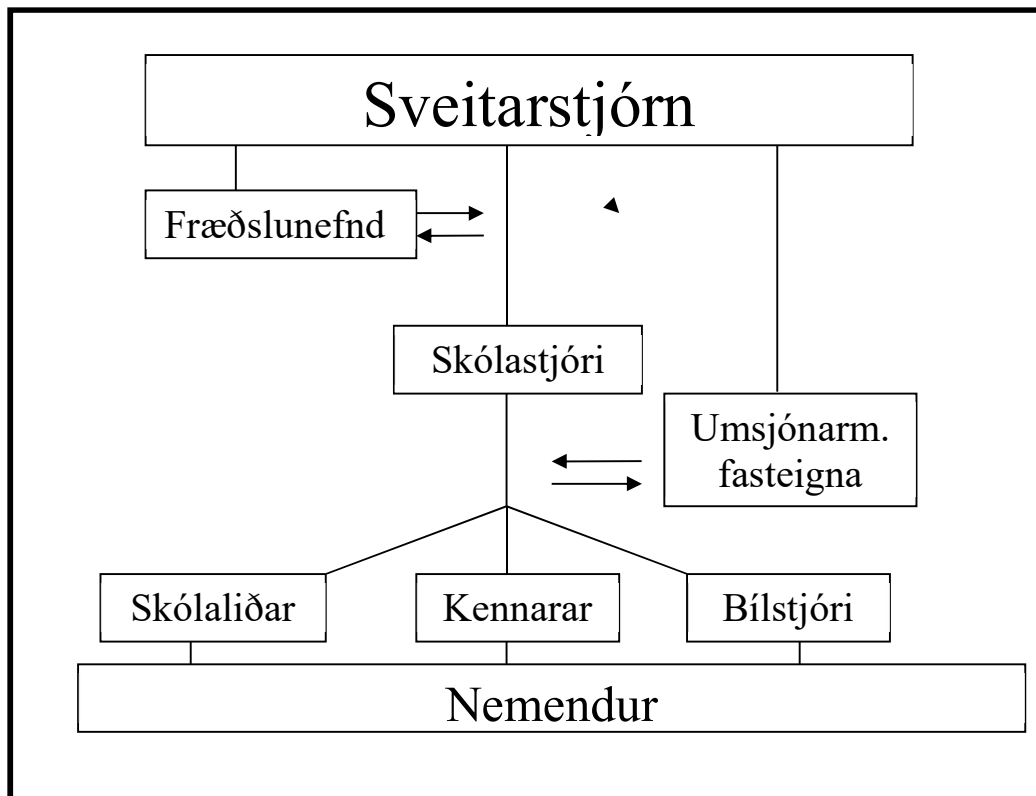 Sveitarstjórn
Fræðslunefnd
Skólastjóri
Umsjónarm.
fasteigna
Skólaliðar
Kennarar
Bílstjóri
Nemendur